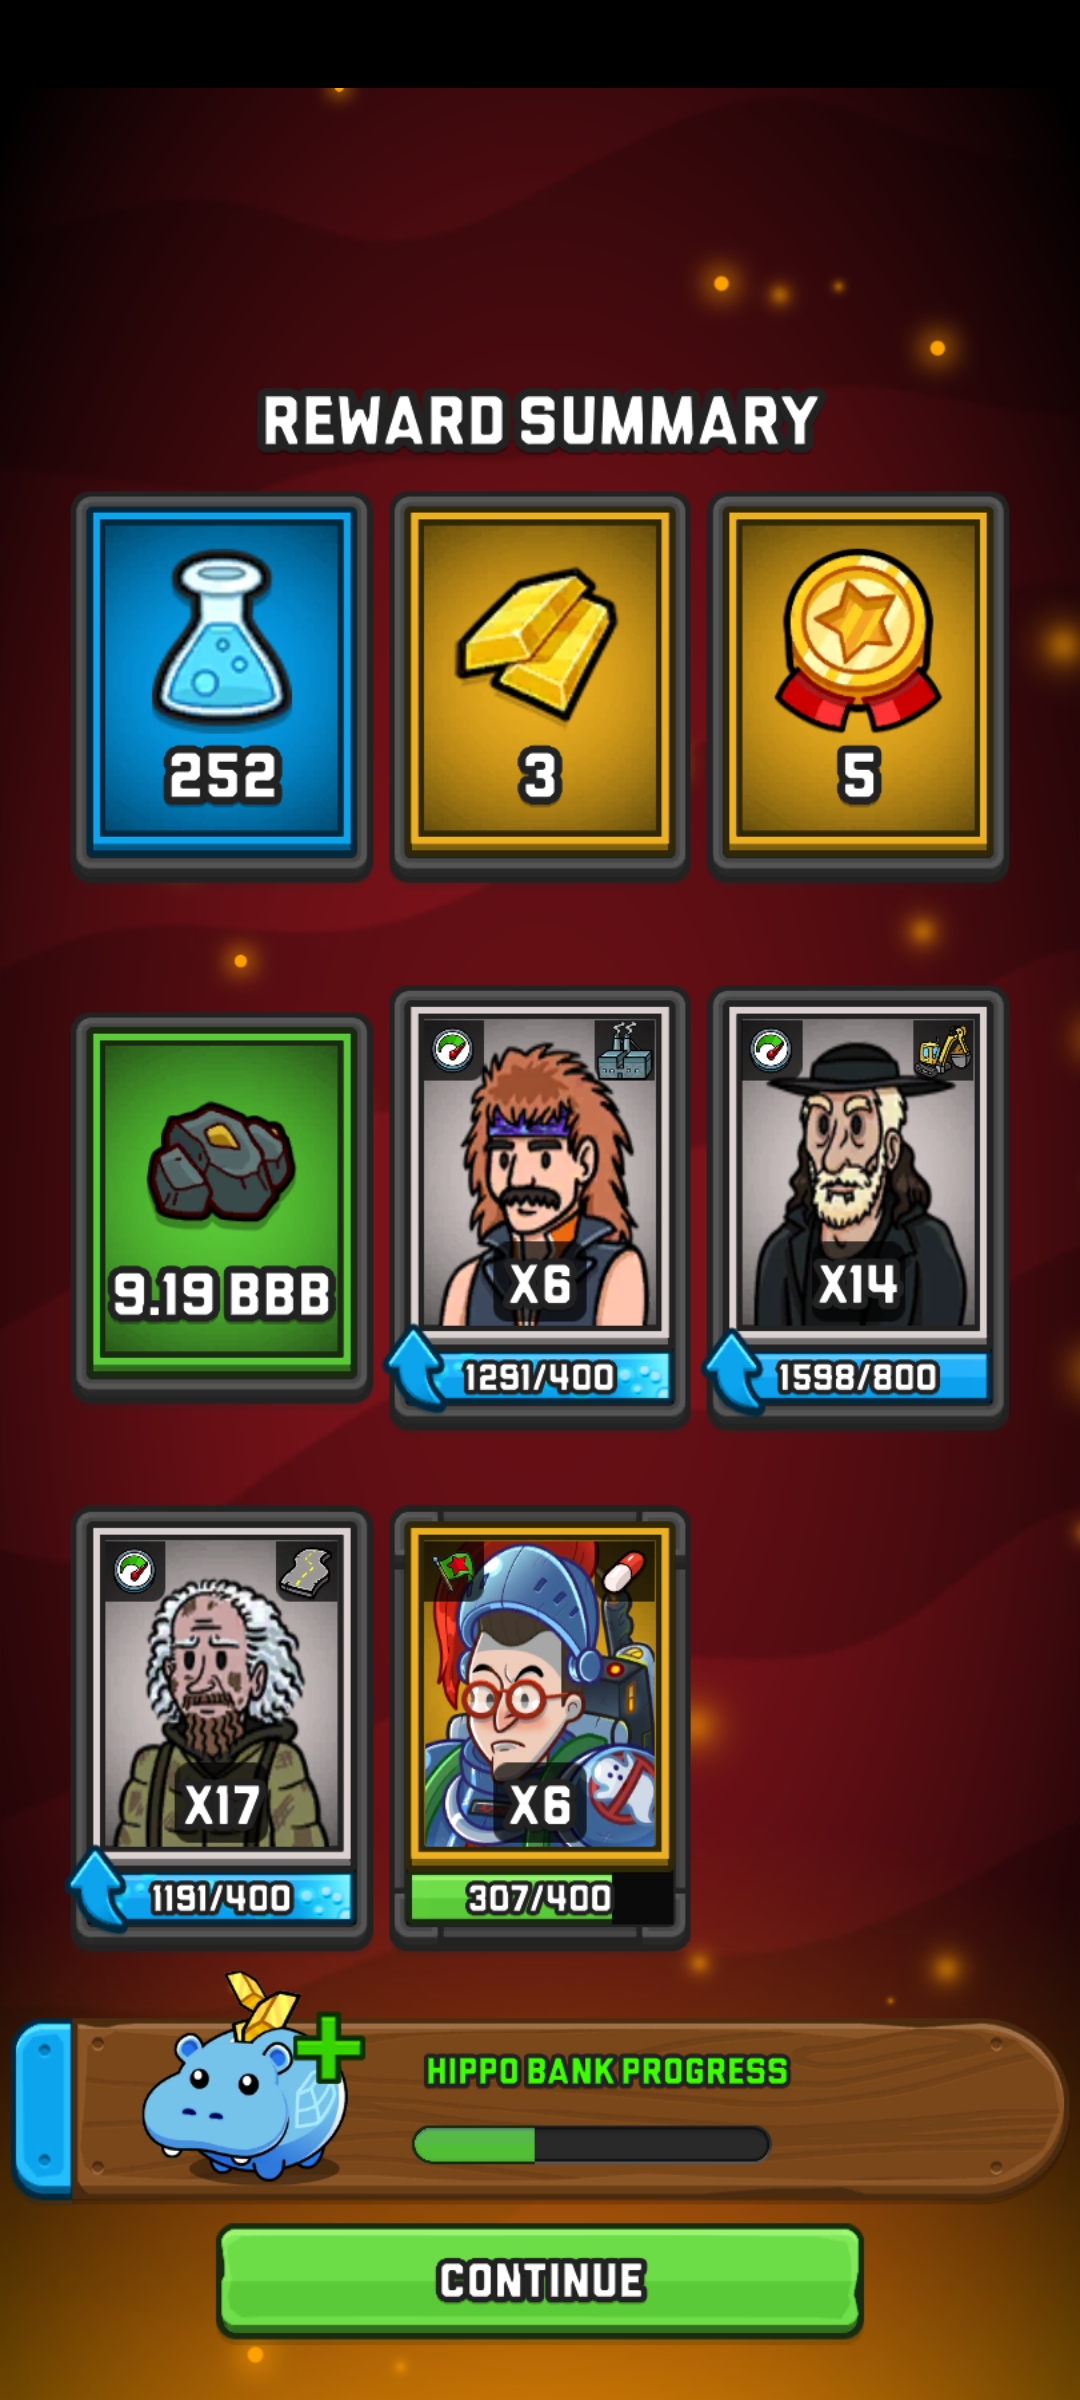 REWARD SUMMARY
252
3
5
9.19 BBB
X6
1291/400
X14
1598/800
X17
1191/400
X6
307/400
HIPPO BANK PROGRESS
CONTINUE